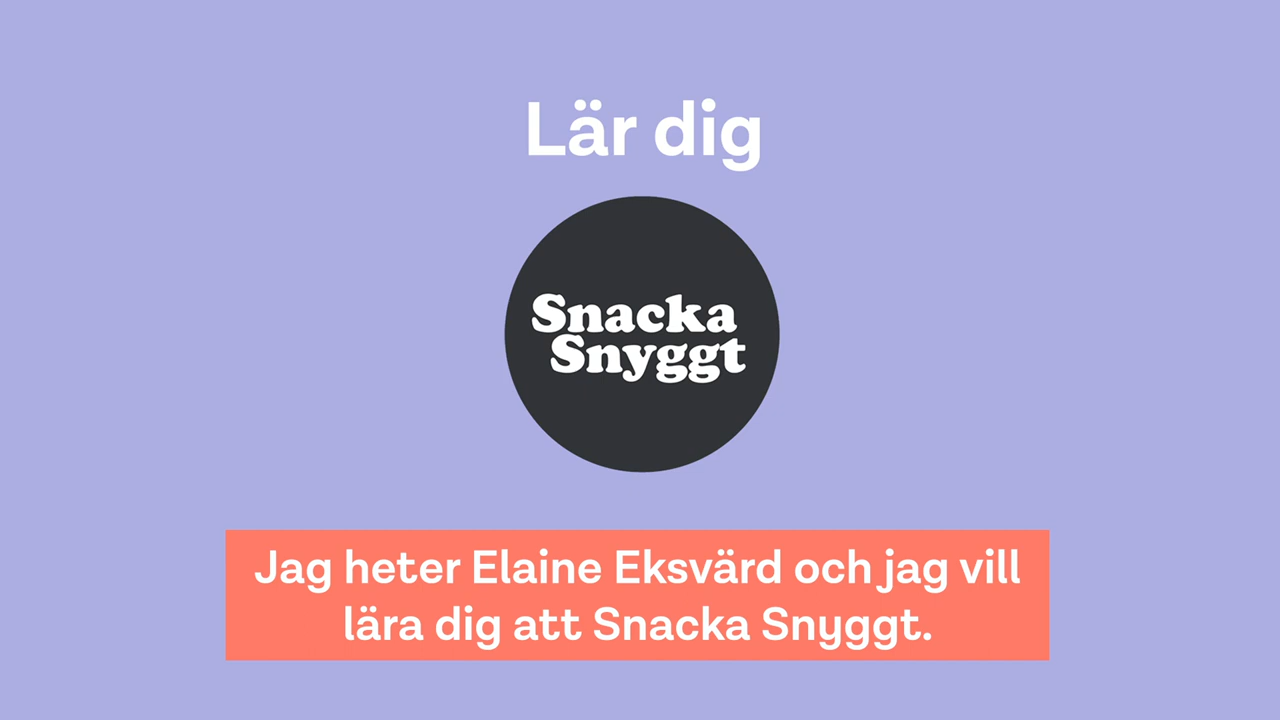 Lär dig
Snacka
Snyggt
Jag heter Elaine Eksvärd och jag vill
lära dig att Snacka Snyggt.